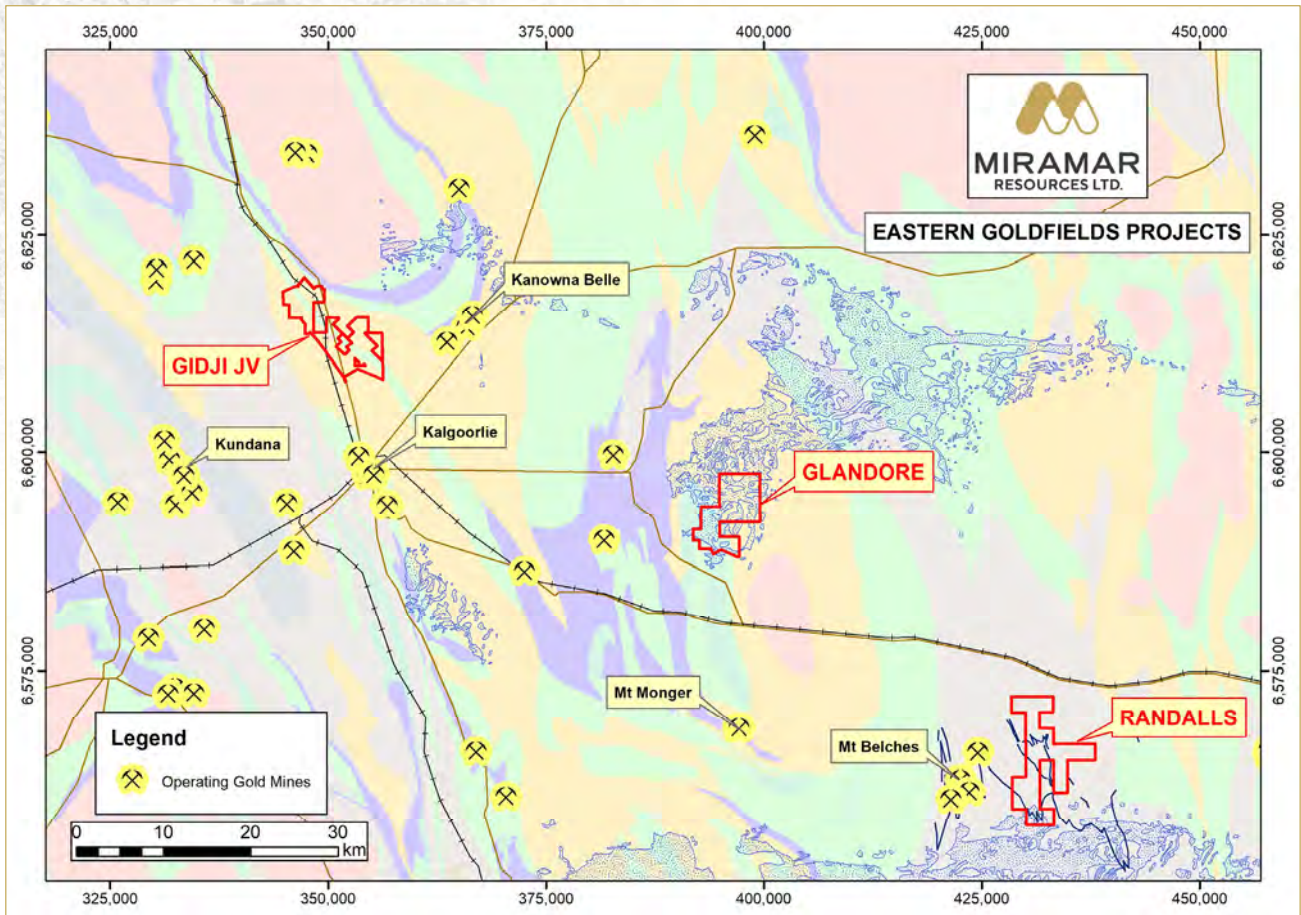 325,000 350,000 375,000 400,000 425,000 450,000
MIRAMAR
RESOURCES LTD.
EASTERN GOLDFIELDS PROJECTS
6,625,000 6,625,000
Kanowna Belle
GIDJI JV
Kalgoorlie
Kundana
6,600,000 6,600,000
GLANDORE
6,575,000 6,575,000
Mt Monger
RANDALLS
Mt Belches
Legend
Operating Gold Mines
0 10 20 30
km
325,000 350,000 375,000 400,000 425,000 450,000